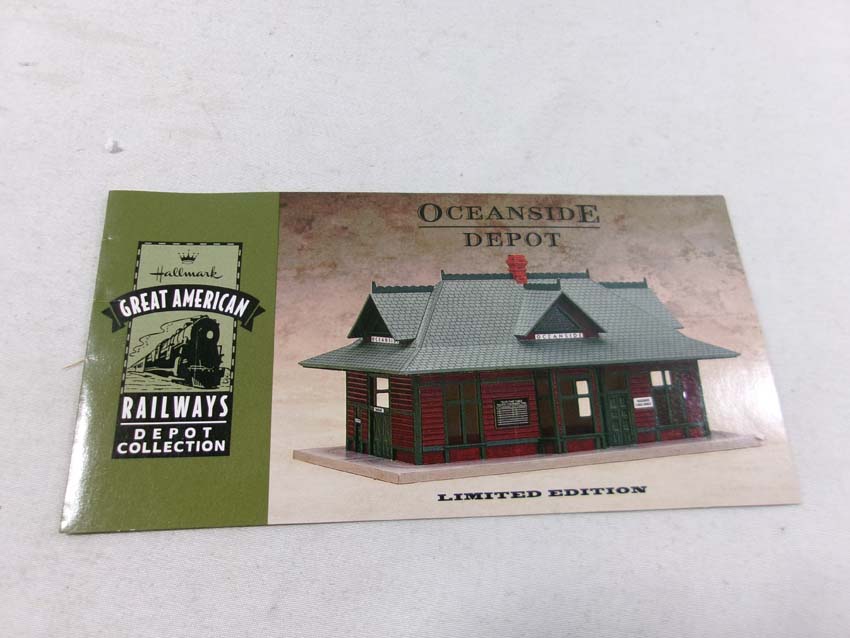 Hallmark
GREAT AMERICAN
RAILWAYS
DEPOT
COLLECTION
OCEANSIDE
DEPOT
OCEANSIDE
OCEANSIDE
LIMITED EDITION